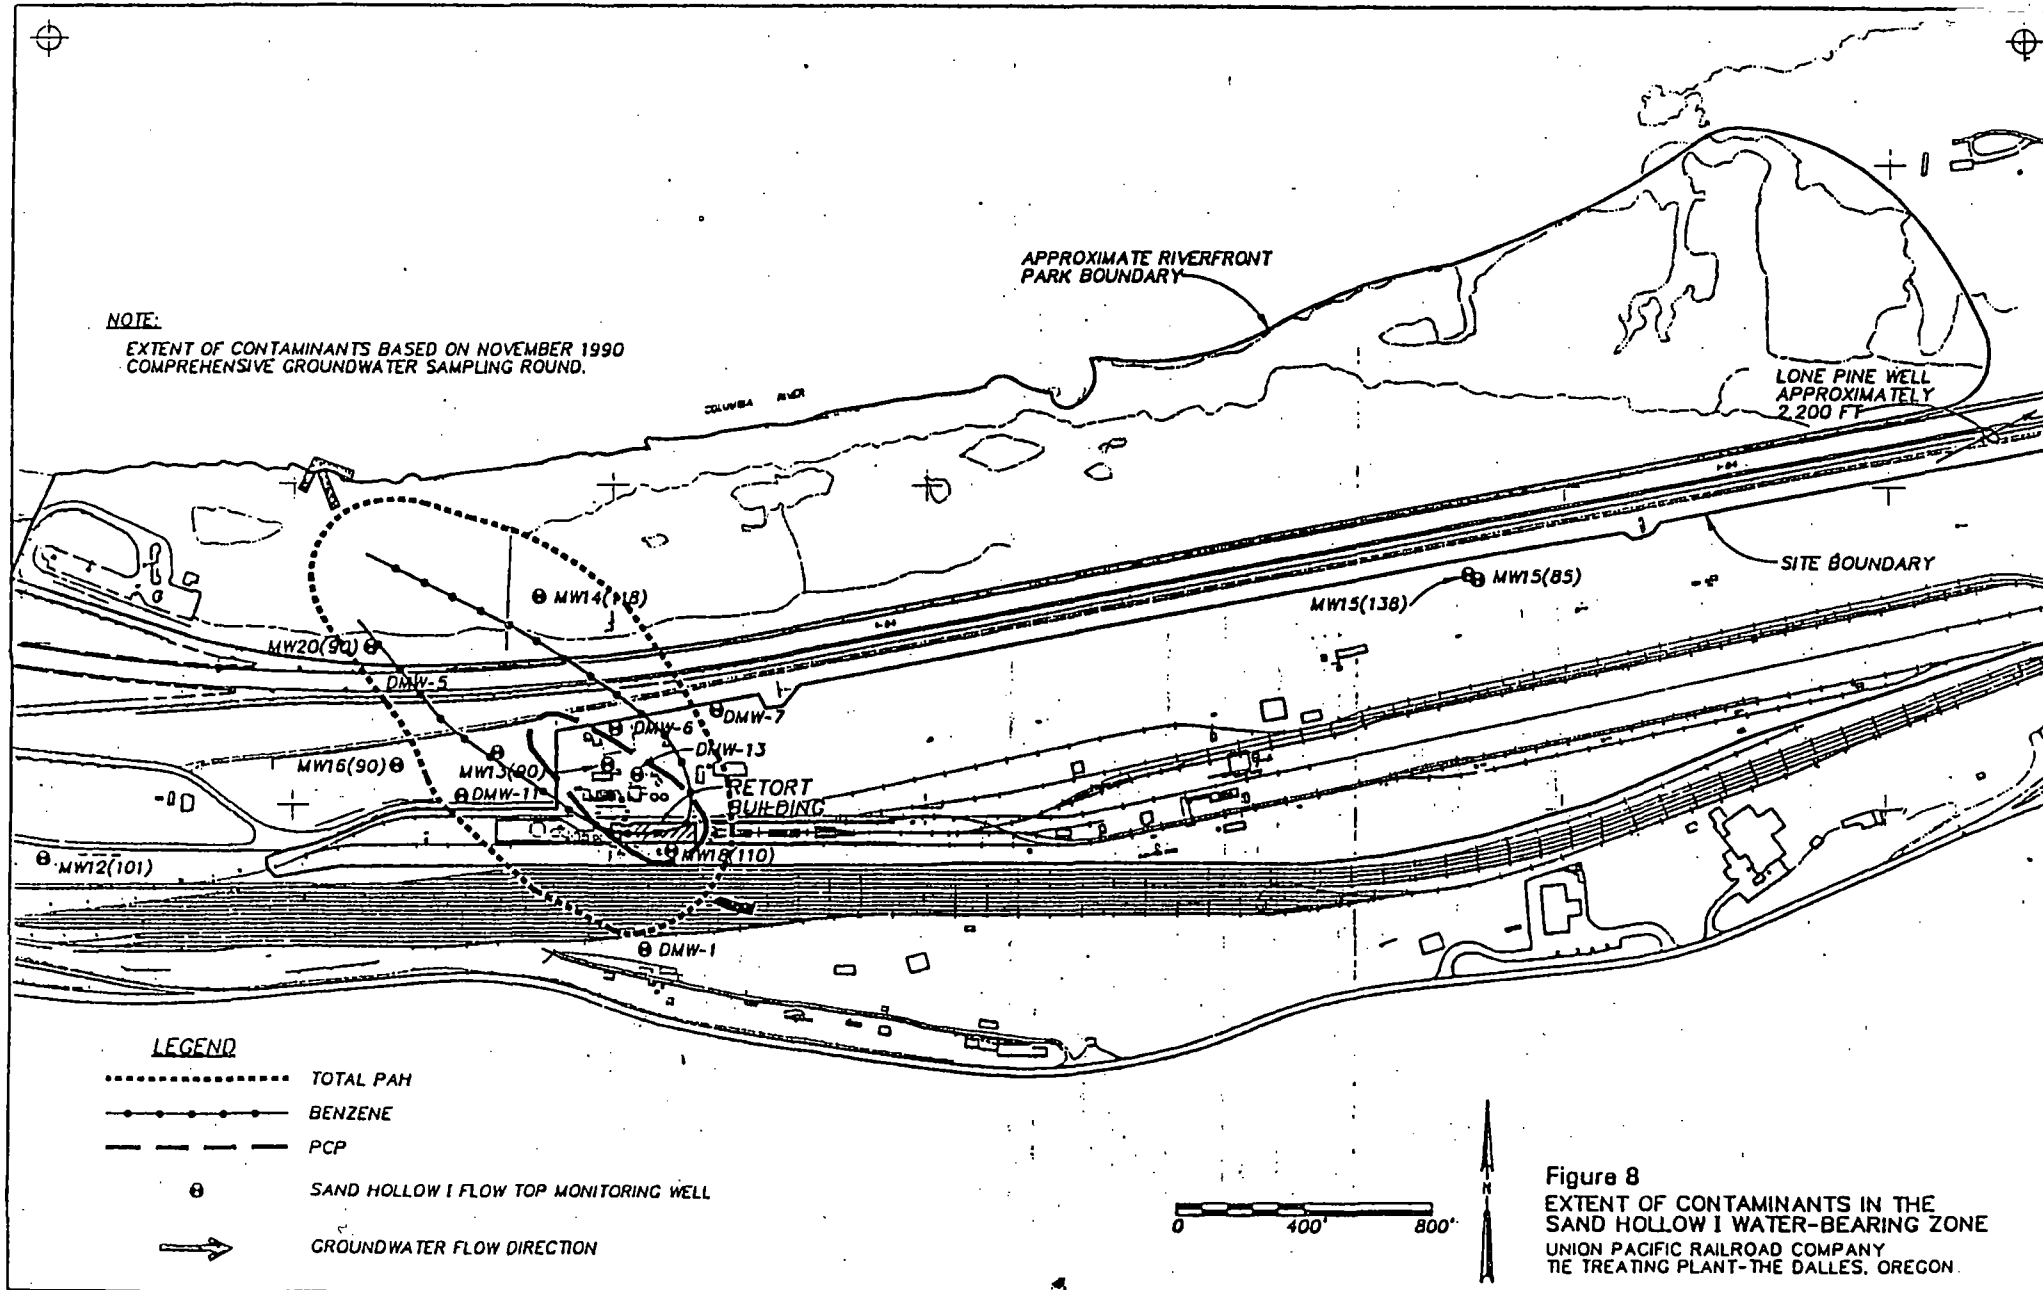 APPROXIMATE RIVERFRONT
PARK BOUNDARY
NOTE:
EXTENT OF CONTAMINANTS BASED ON NOVEMBER 1990
COMPREHENSIVE GROUNDWATER SAMPLING ROUND.
COLUMBIA RIVER
LONE PINE WELL
APPROXIMATELY
2,200 FT
SITE BOUNDARY
MW15(85)
MW15(138)
MW14(118)
MW20(90)
DMW-5
DMW-7
DMW-6
DMW-13
MW16(90)
MW13(90)
DMW-11
RETORT
BUILDING
MW18(110)
MW12(101)
DMW-1
LEGEND
TOTAL PAH
BENZENE
PCP
SAND HOLLOW I FLOW TOP MONITORING WELL
GROUNDWATER FLOW DIRECTION
0 400' 800'
N
Figure 8
EXTENT OF CONTAMINANTS IN THE
SAND HOLLOW I WATER-BEARING ZONE
UNION PACIFIC RAILROAD COMPANY
TIE TREATING PLANT-THE DALLES, OREGON